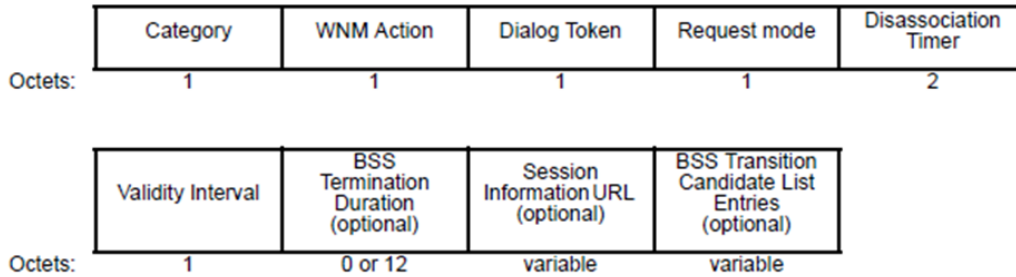 Category WNM Action Dialog Token Request mode Disassociation Timer
Octets: 1 1 1 1 2
Validity Interval BSS Termination Duration (optional) Session Information URL (optional) BSS Transition Candidate List Entries (optional)
Octets: 1 0 or 12 variable variable